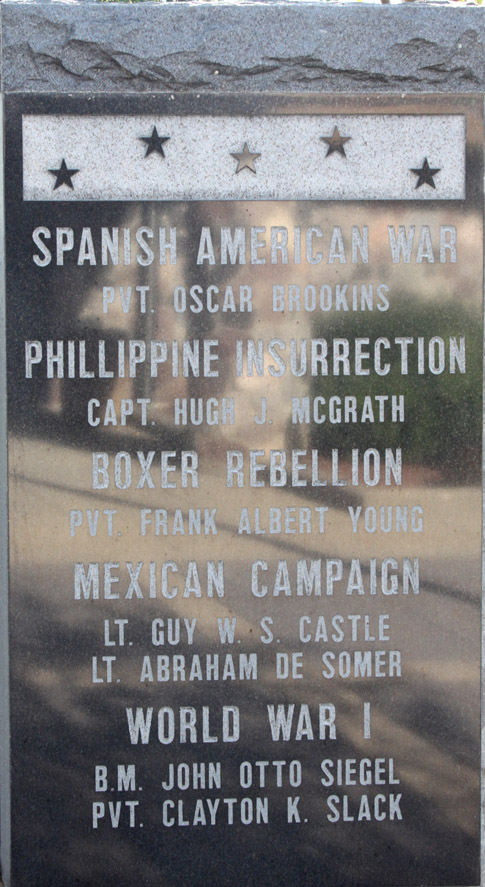 SPANISH AMERICAN WAR
PVT. OSCAR BROOKINS
PHILLIPPINE INSURRECTION
CAPT. HUGH J. MCGRATH
BOXER REBELLION
PVT. FRANK ALBERT YOUNG
MEXICAN CAMPAIGN
LT. GUY W. S. CASTLE
LT. ABRAHAM DE SOMER
WORLD WAR I
B.M. JOHN OTTO SIEGEL
PVT. CLAYTON K. SLACK